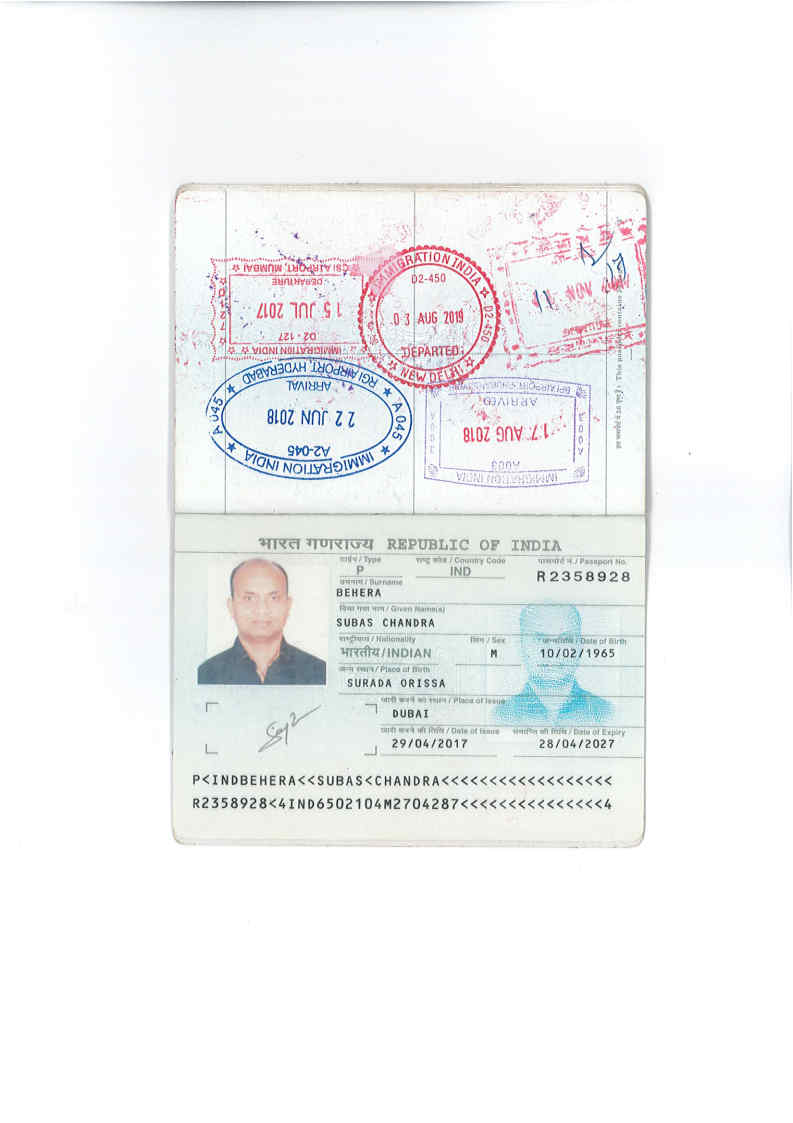 CSI AIRPORT, MUMBAI
DEPARTURE
15 JUL 2017
D2 - 127
IMMIGRATION INDIA
IMMIGRATION INDIA
D2-450
03 AUG 2019
DEPARTED
NEW DELHI
D2-450
11 NOV
RGI AIRPORT, HYDERABAD
ARRIVAL
22 JUN 2018
A2-045
IMMIGRATION INDIA
A 045
A 045
ARRIVED
17 AUG 2018
A003
IMMIGRATION INDIA
A003
This
contains
भारत गणराज्य REPUBLIC OF INDIA
टाईप / Type
राष्ट्र कोड / Country Code
पासपोर्ट नं. / Passport No.
P
IND
R2358928
उपनाम / Surname
BEHERA
दिया गया नाम / Given Name(s)
SUBAS CHANDRA
राष्ट्रीयता / Nationality
लिंग / Sex
जन्मतिथि / Date of Birth
भारतीय/INDIAN
M
10/02/1965
जन्म स्थान / Place of Birth
SURADA ORISSA
जारी करने का स्थान / Place of Issue
DUBAI
जारी करने की तिथि / Date of Issue
समाप्ति की तिथि / Date of Expiry
29/04/2017
28/04/2027
P<INDBEHERA<<SUBAS<CHANDRA<<<<<<<<<<<<<<<<<<
R2358928<4IND6502104M2704287<<<<<<<<<<<<<<<4